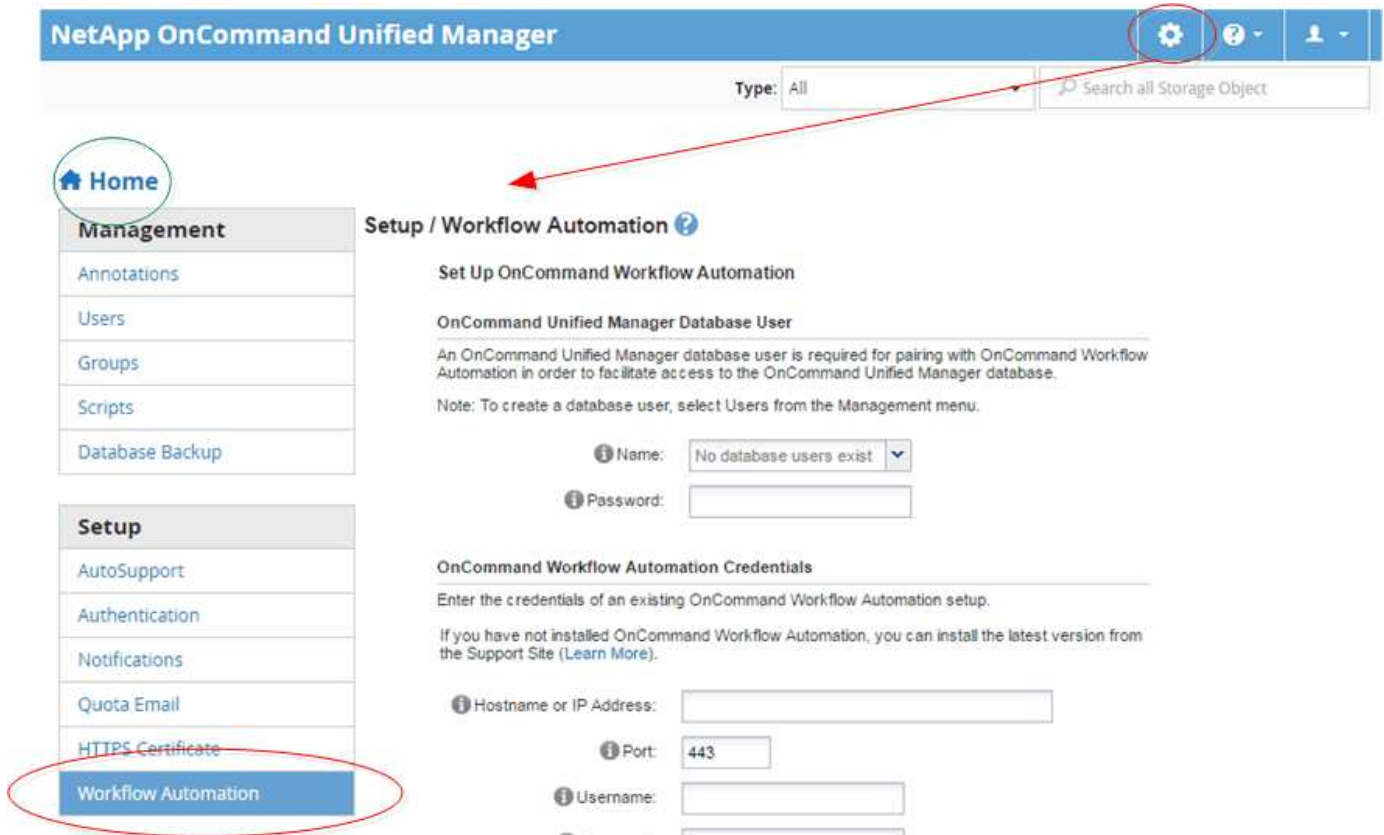 NetApp OnCommand Unified Manager
Type: All
Search all Storage Object
Home
Management
Annotations
Users
Groups
Scripts
Database Backup
Setup
AutoSupport
Authentication
Notifications
Quota Email
HTTPS Certificate
Workflow Automation
Setup / Workflow Automation
Set Up OnCommand Workflow Automation
OnCommand Unified Manager Database User
An OnCommand Unified Manager database user is required for pairing with OnCommand Workflow
Automation in order to facilitate access to the OnCommand Unified Manager database.
Note: To create a database user, select Users from the Management menu.
Name: No database users exist
Password:
OnCommand Workflow Automation Credentials
Enter the credentials of an existing OnCommand Workflow Automation setup.
If you have not installed OnCommand Workflow Automation, you can install the latest version from
the Support Site (Learn More).
Hostname or IP Address:
Port: 443
Username: